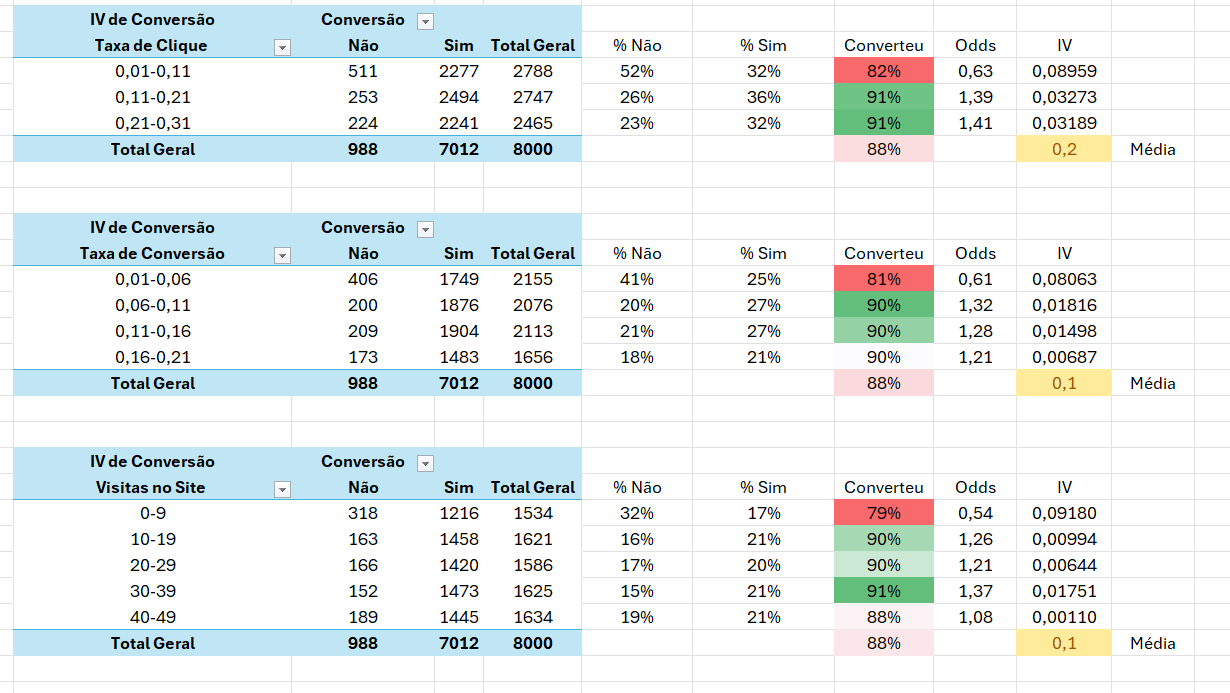 IV de Conversão Conversão
Taxa de Clique Não Sim Total Geral % Não % Sim Converteu Odds IV
0,01-0,11 511 2277 2788 52% 32% 82% 0,63 0,08959
0,11-0,21 253 2494 2747 26% 36% 91% 1,39 0,03273
0,21-0,31 224 2241 2465 23% 32% 91% 1,41 0,03189
Total Geral 988 7012 8000 88% 0,2 Média
IV de Conversão Conversão
Taxa de Conversão Não Sim Total Geral % Não % Sim Converteu Odds IV
0,01-0,06 406 1749 2155 41% 25% 81% 0,61 0,08063
0,06-0,11 200 1876 2076 20% 27% 90% 1,32 0,01816
0,11-0,16 209 1904 2113 21% 27% 90% 1,28 0,01498
0,16-0,21 173 1483 1656 18% 21% 90% 1,21 0,00687
Total Geral 988 7012 8000 88% 0,1 Média
IV de Conversão Conversão
Visitas no Site Não Sim Total Geral % Não % Sim Converteu Odds IV
0-9 318 1216 1534 32% 17% 79% 0,54 0,09180
10-19 163 1458 1621 16% 21% 90% 1,26 0,00994
20-29 166 1420 1586 17% 20% 90% 1,21 0,00644
30-39 152 1473 1625 15% 21% 91% 1,37 0,01751
40-49 189 1445 1634 19% 21% 88% 1,08 0,00110
Total Geral 988 7012 8000 88% 0,1 Média